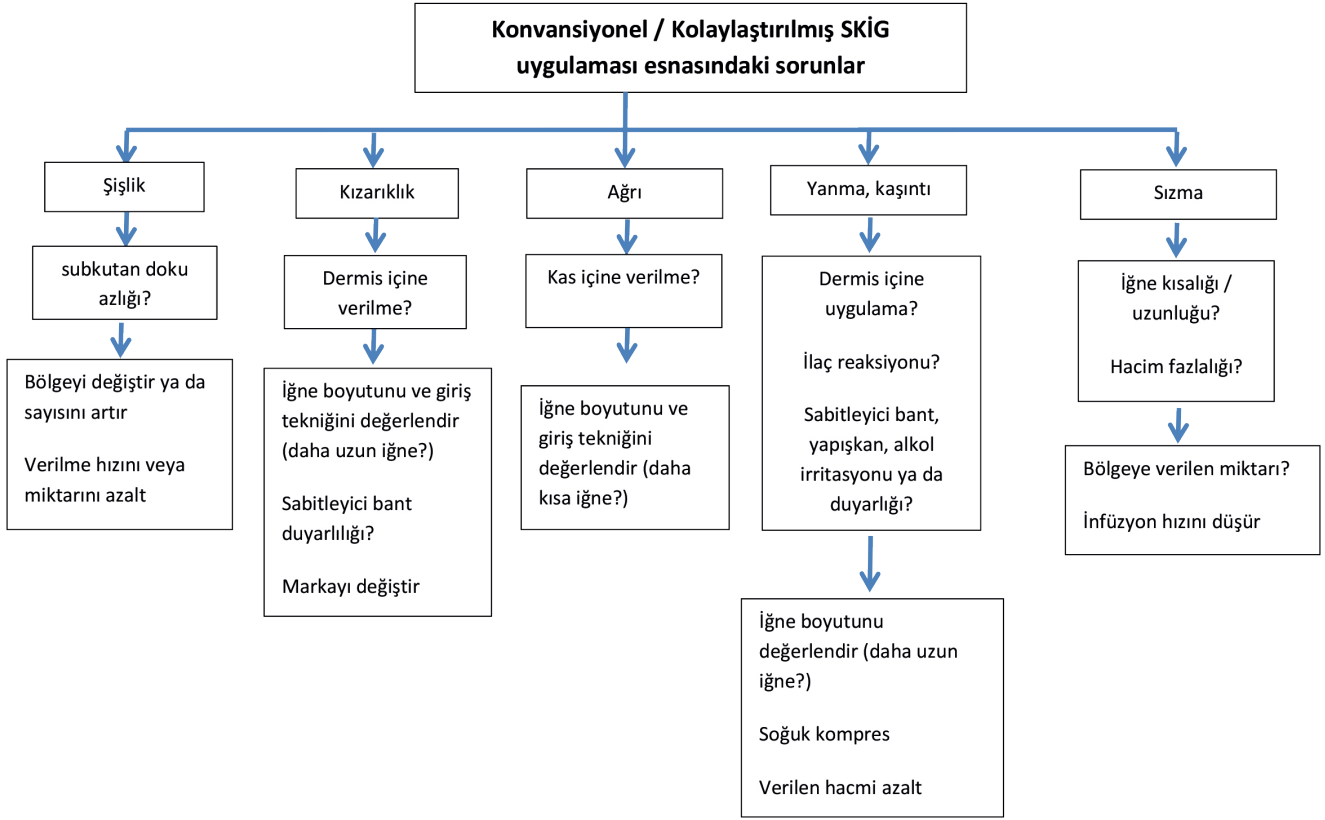 Konvansiyonel / Kolaylaştırılmış SKİG
uygulaması esnasındaki sorunlar
Şişlik
subkutan doku
azlığı?
Bölgeyi değiştir ya da
sayısını artır
Verilme hızını veya
miktarını azalt
Kızarıklık
Dermis içine
verilme?
İğne boyutunu ve giriş
tekniğini değerlendir
(daha uzun iğne?)
Sabitleyici bant
duyarlılığı?
Markayı değiştir
Ağrı
Kas içine verilme?
İğne boyutunu ve
giriş tekniğini
değerlendir (daha
kısa iğne?)
Yanma, kaşıntı
Dermis içine
uygulama?
İlaç reaksiyonu?
Sabitleyici bant,
yapışkan, alkol
irritasyonu ya da
duyarlığı?
İğne boyutunu
değerlendir (daha uzun
iğne?)
Soğuk kompres
Verilen hacmi azalt
Sızma
İğne kısalığı /
uzunluğu?
Hacim fazlalığı?
Bölgeye verilen miktarı?
İnfüzyon hızını düşür